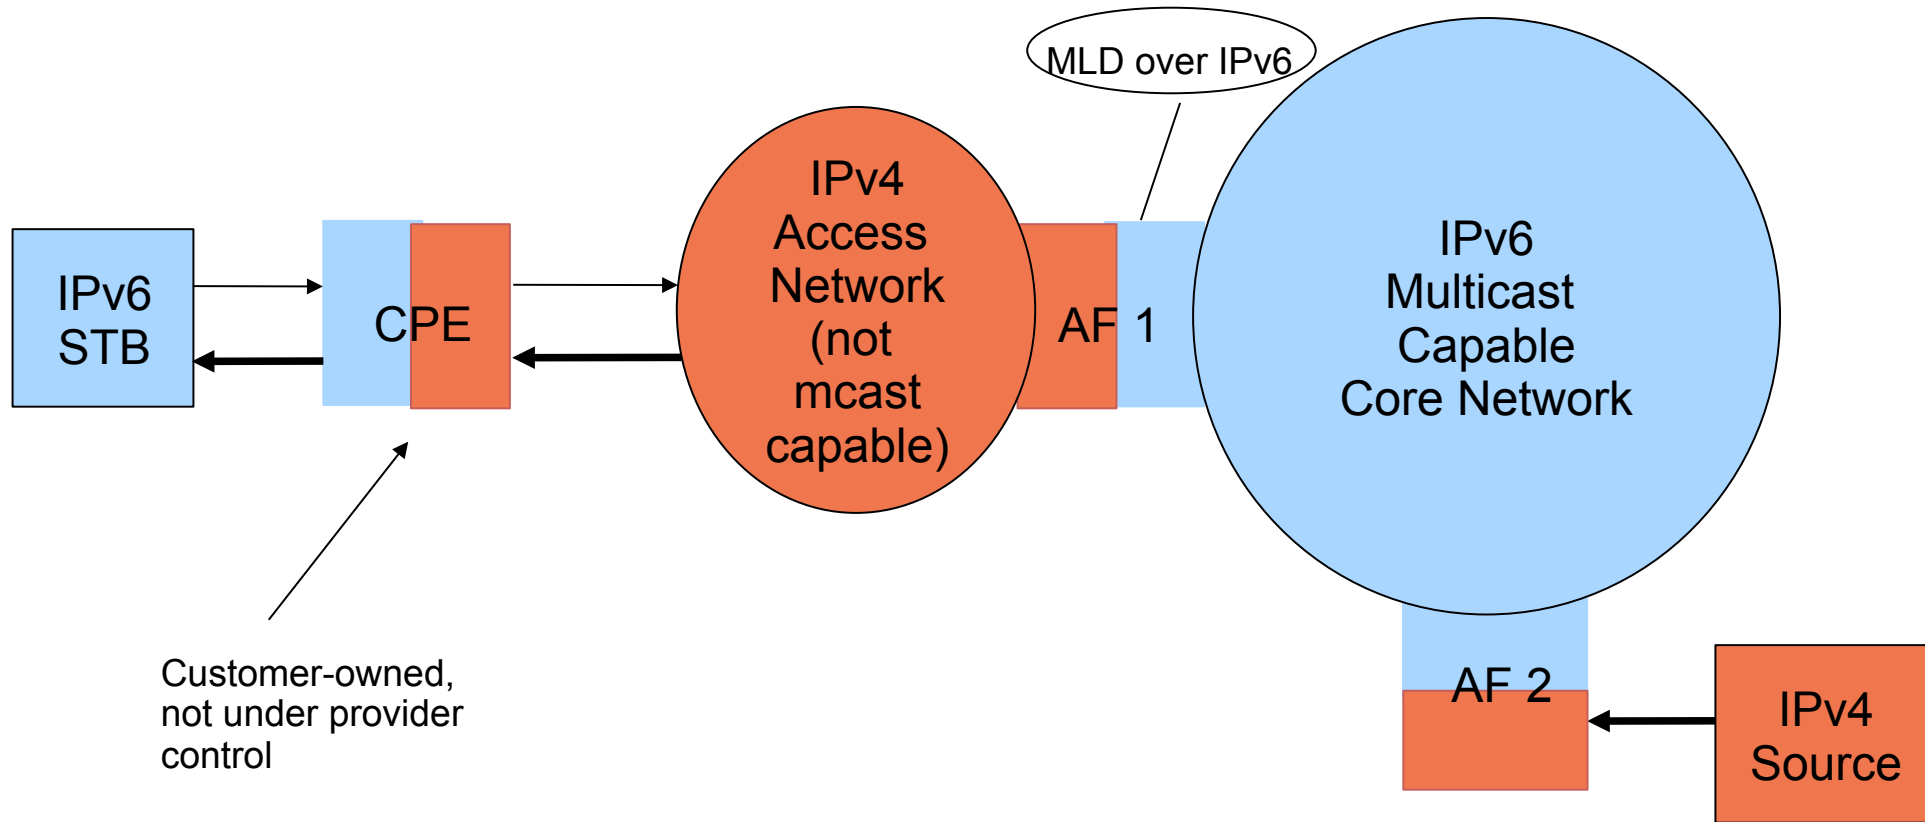 MLD over IPv6
IPv4
Access
Network
(not
mcast
capable)
IPv6
Multicast
Capable
Core Network
IPv6
STB
CPE
AF 1
Customer-owned,
not under provider
control
AF 2
IPv4
Source